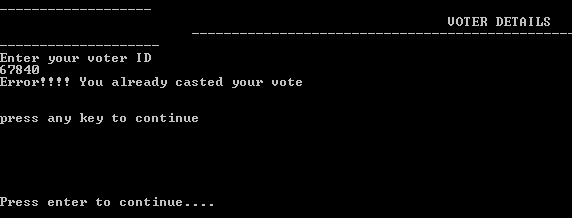 -------------------
VOTER DETAILS
------------------------------------------------
--------------------
Enter your voter ID
67840
Error!!!! You already casted your vote
press any key to continue
Press enter to continue....